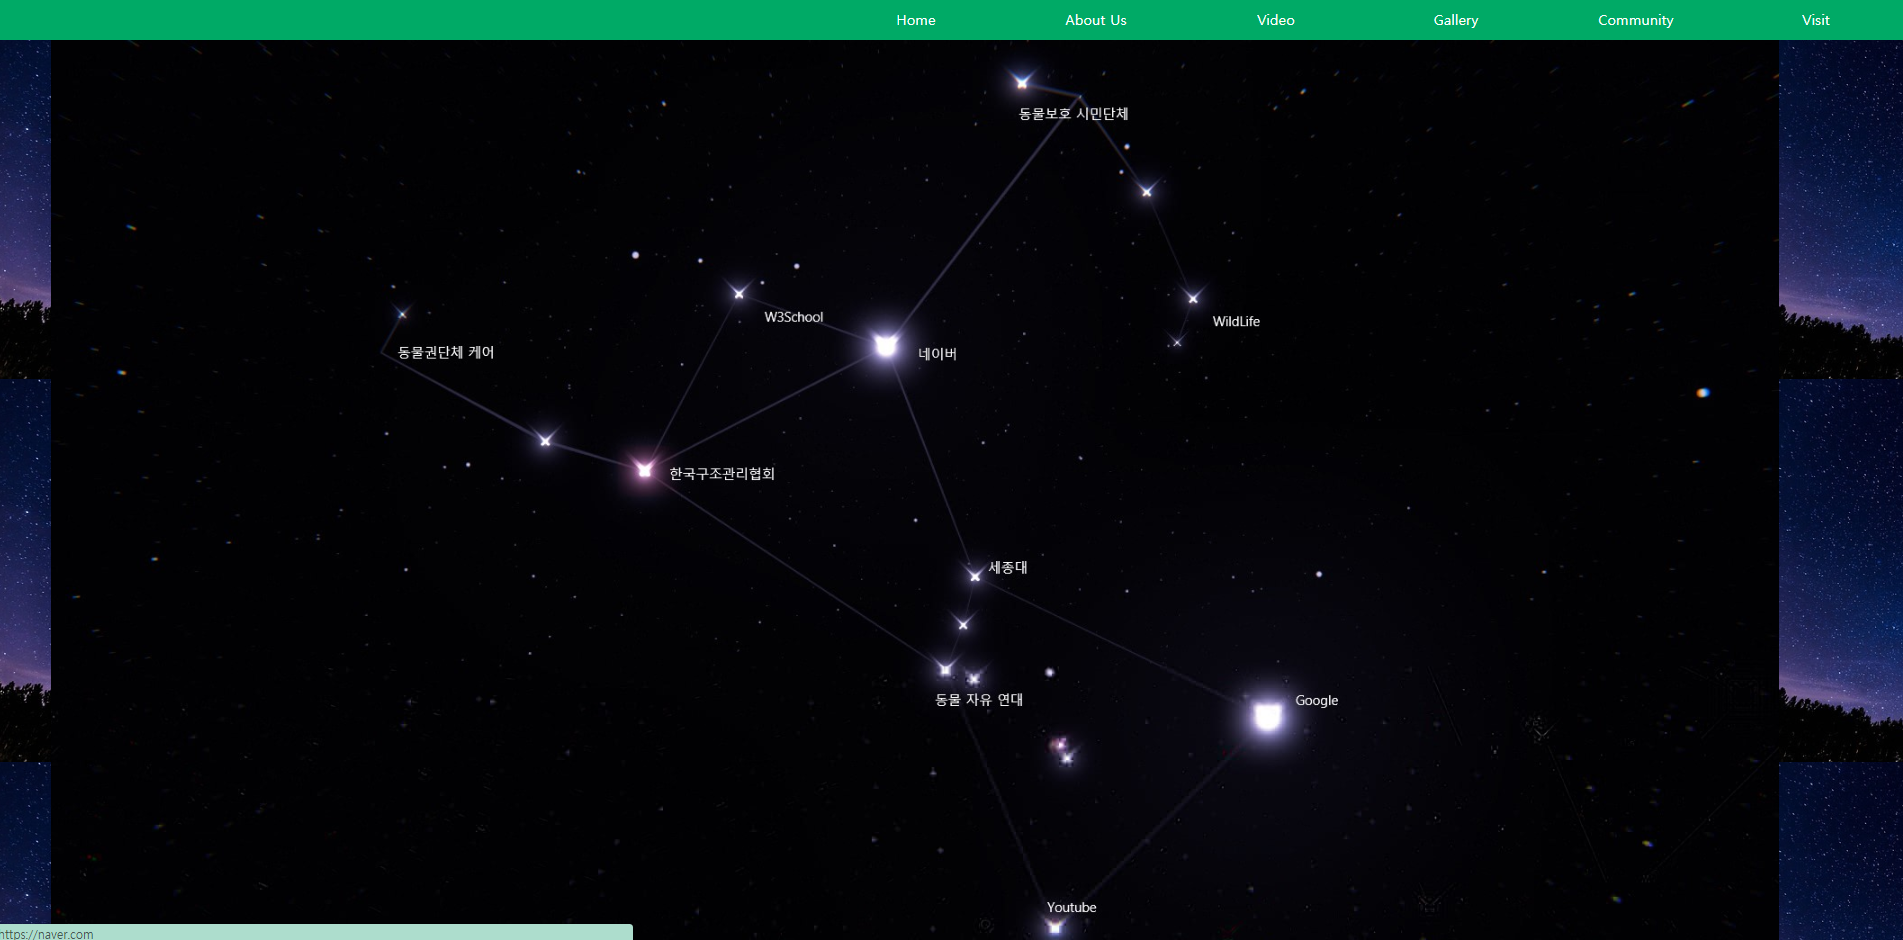 Home
About Us
Video
Gallery
Community
Visit
동물보호 시민단체
W3School
WildLife
동물권단체 케어
네이버
한국구조관리협회
세종대
동물 자유 연대
Google
Youtube
https://naver.com